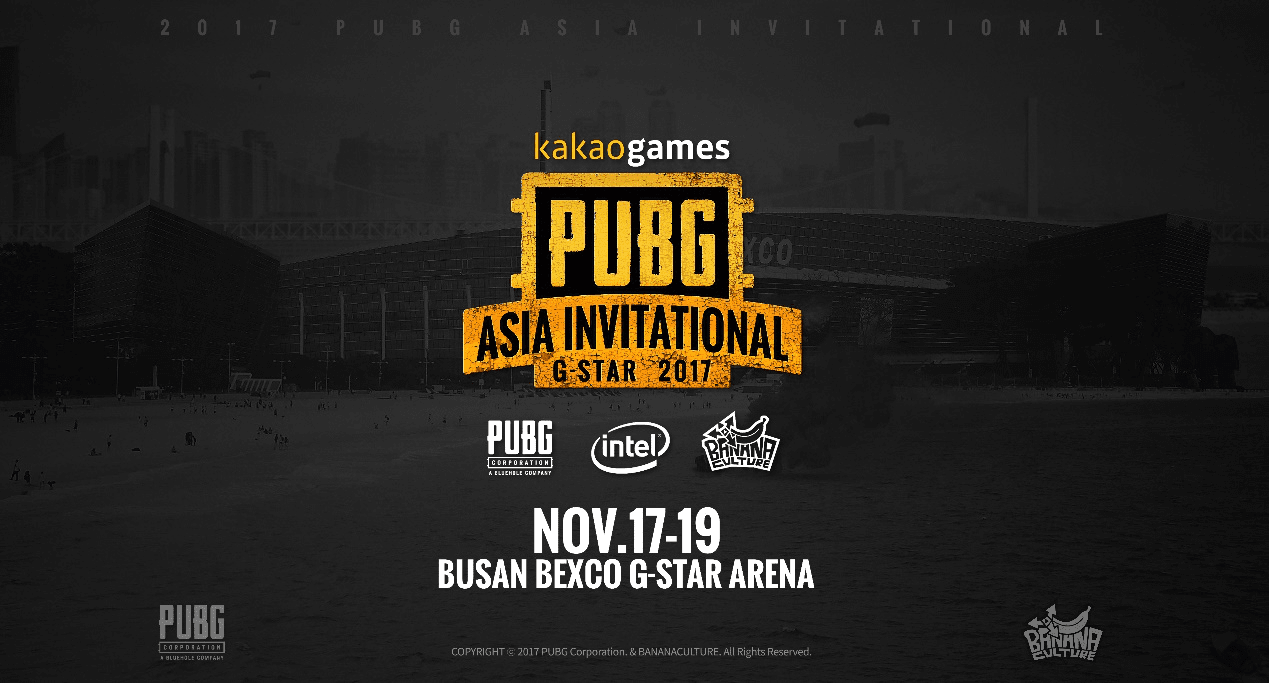 2017 PUBG ASIA INVITATIONAL
kakaogames
PUBG
ASIA INVITATIONAL
G-STAR 2017
XCO
PUBG
CORPORATION
A BLUEHOLE COMPANY
intel
BANANA
CULTURE
NOV.17-19
BUSAN BEXCO G-STAR ARENA
PUBG
CORPORATION
A BLUEHOLE COMPANY
COPYRIGHT ⓒ 2017 PUBG Corporation. & BANANACULTURE. All Rights Reserved.
BANANA
CULTURE